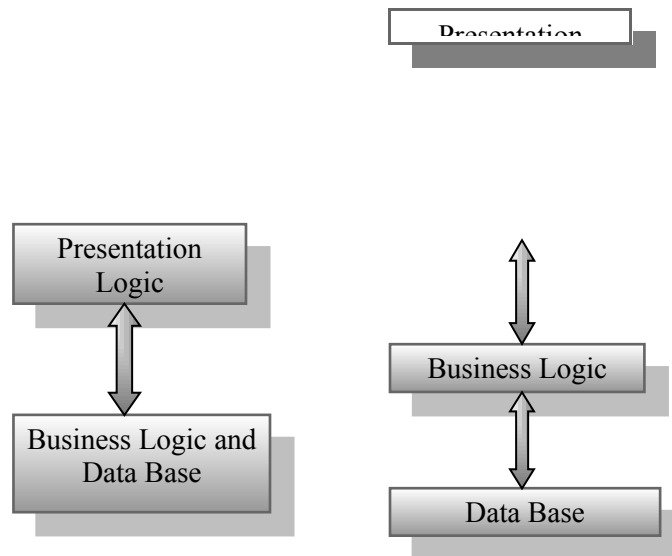 Presentation
Presentation
Logic
Business Logic and
Data Base
Business Logic
Data Base